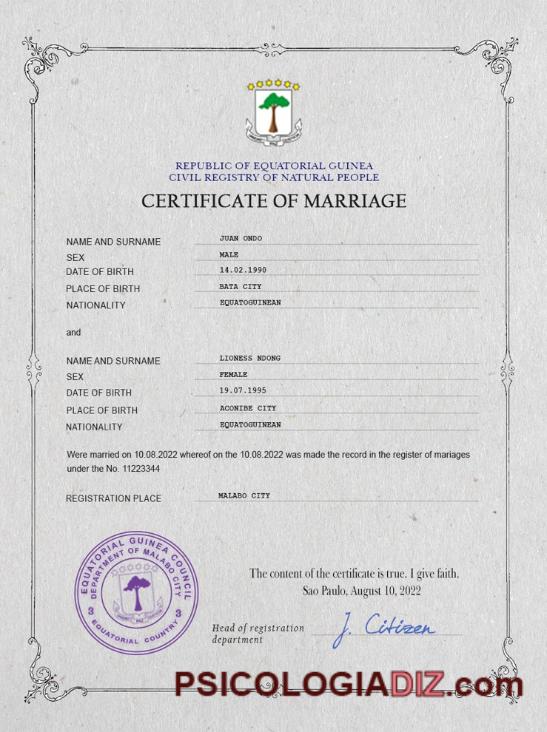 REPUBLIC OF EQUATORIAL GUINEA
CIVIL REGISTRY OF NATURAL PEOPLE
CERTIFICATE OF MARRIAGE
NAME AND SURNAME JUAN ONDO
SEX MALE
DATE OF BIRTH 14.02.1990
PLACE OF BIRTH BATA CITY
NATIONALITY EQUATOGUINEAN
and
NAME AND SURNAME LIONESS NDONG
SEX FEMALE
DATE OF BIRTH 19.07.1995
PLACE OF BIRTH ACONIBE CITY
NATIONALITY EQUATOGUINEAN
Were married on 10.08.2022 whereof on the 10.08.2022 was made the record in the register of mariages
under the No. 11223344
REGISTRATION PLACE MALABO CITY
EQUATORIAL GUINEA COUNCIL
DEPARTMENT OF MALABO CITY
3 3
EQUATORIAL COUNTRY
The content of the certificate is true. I give faith.
Sao Paulo, August 10, 2022
Head of registration
department
J. Citizen
PSICOLOGIADIZ.com